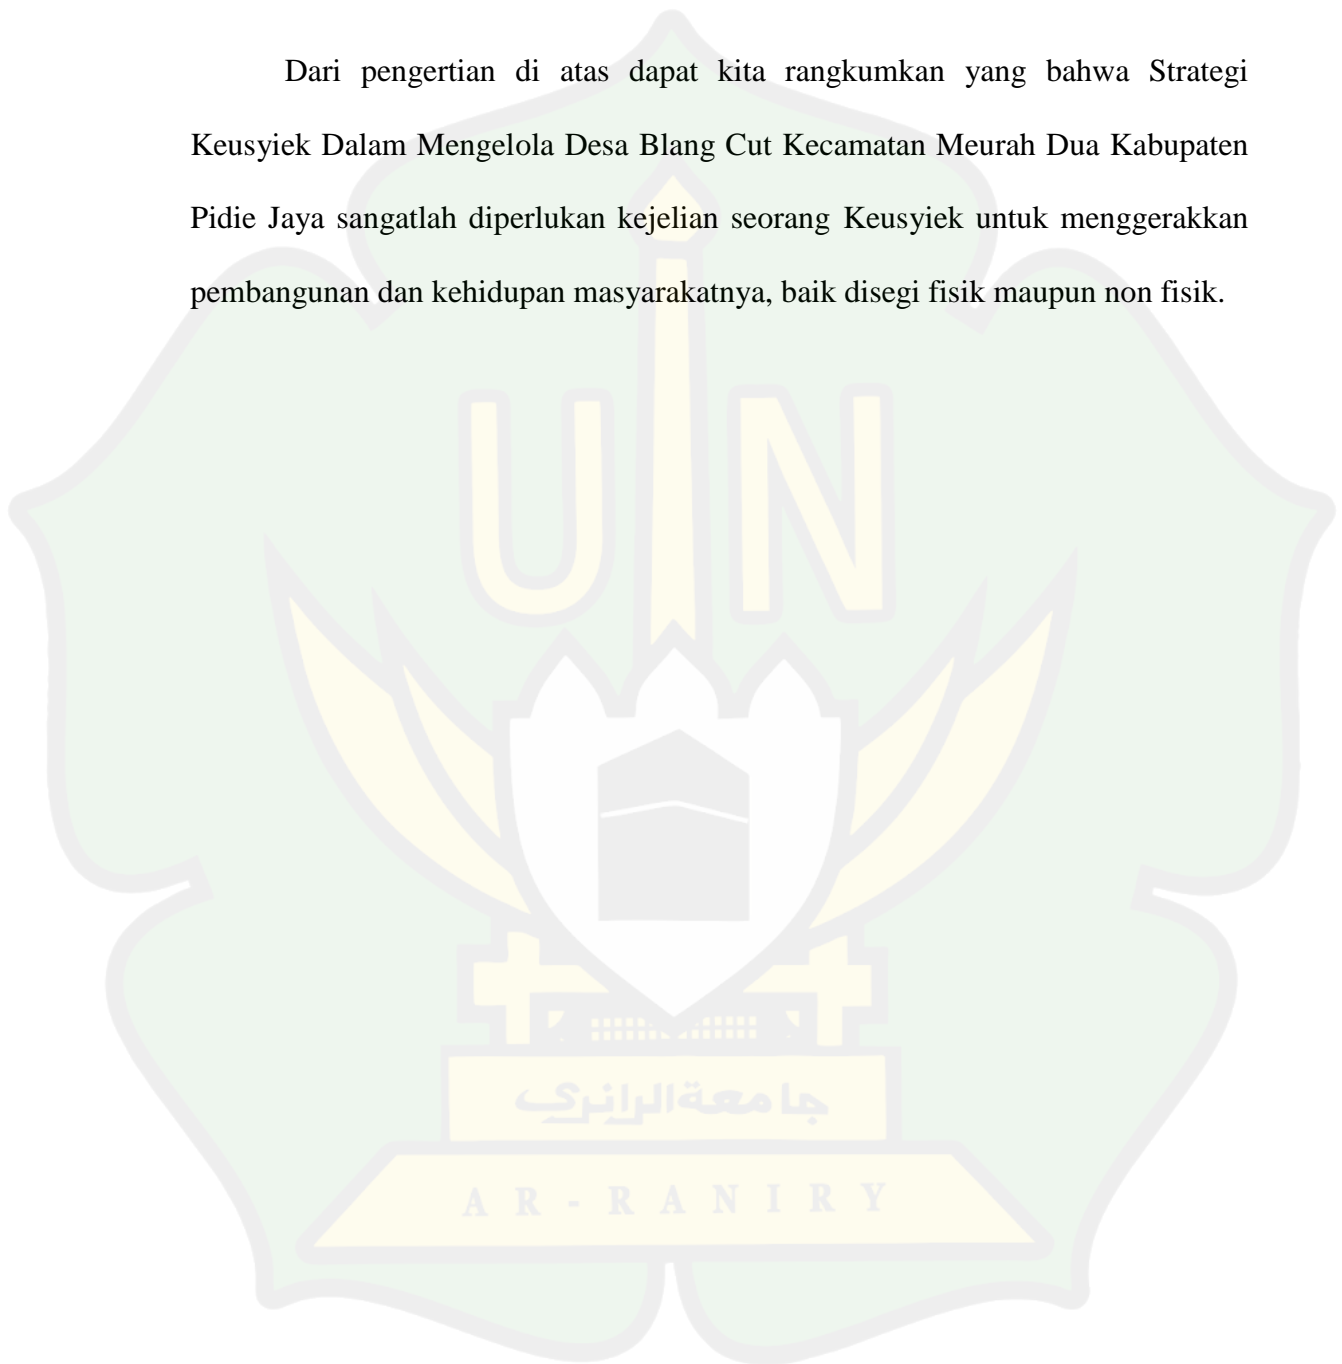 Dari pengertian di atas dapat kita rangkumkan yang bahwa Strategi
Keusyiek Dalam Mengelola Desa Blang Cut Kecamatan Meurah Dua Kabupaten
Pidie Jaya sangatlah diperlukan kejelian seorang Keusyiek untuk menggerakkan
pembangunan dan kehidupan masyarakatnya, baik disegi fisik maupun non fisik.
UIN
جامعة الرانري
AR-RANIRY